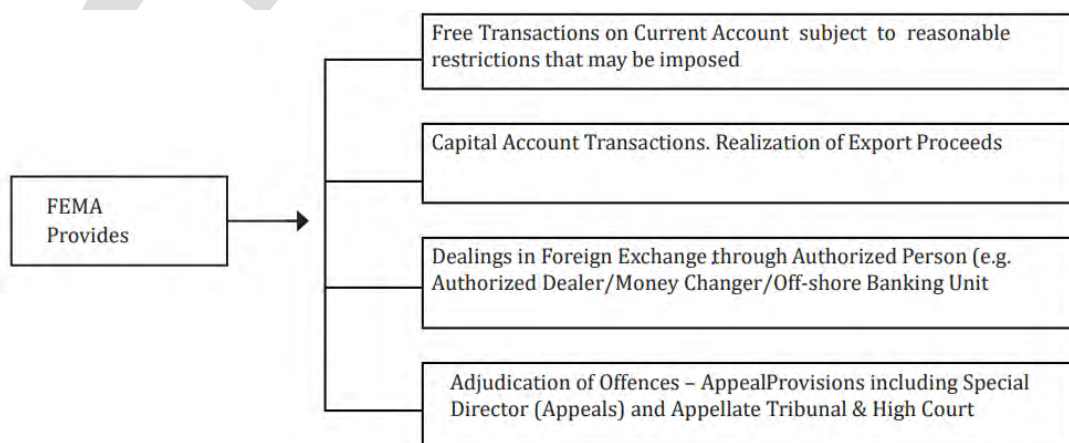 Free Transactions on Current Account subject to reasonable
restrictions that may be imposed
Capital Account Transactions. Realization of Export Proceeds
FEMA
Provides
Dealings in Foreign Exchange through Authorized Person (e.g.
Authorized Dealer/Money Changer/Off-shore Banking Unit
Adjudication of Offences – AppealProvisions including Special
Director (Appeals) and Appellate Tribunal & High Court